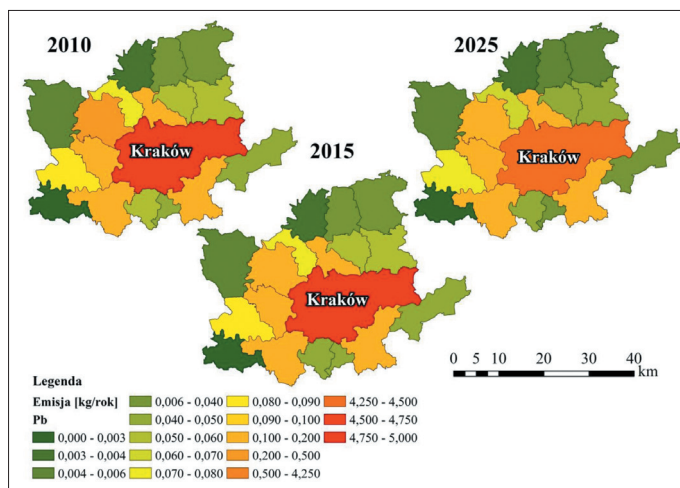 2010
2025
Kraków
2015
Kraków
Kraków
0 5 10 20 30 40
km
Legenda
Emisja [kg/rok]
Pb
0,000 - 0,003
0,003 - 0,004
0,004 - 0,006
0,006 - 0,040
0,040 - 0,050
0,050 - 0,060
0,060 - 0,070
0,070 - 0,080
0,080 - 0,090
0,090 - 0,100
0,100 - 0,200
0,200 - 0,500
0,500 - 4,250
4,250 - 4,500
4,500 - 4,750
4,750 - 5,000